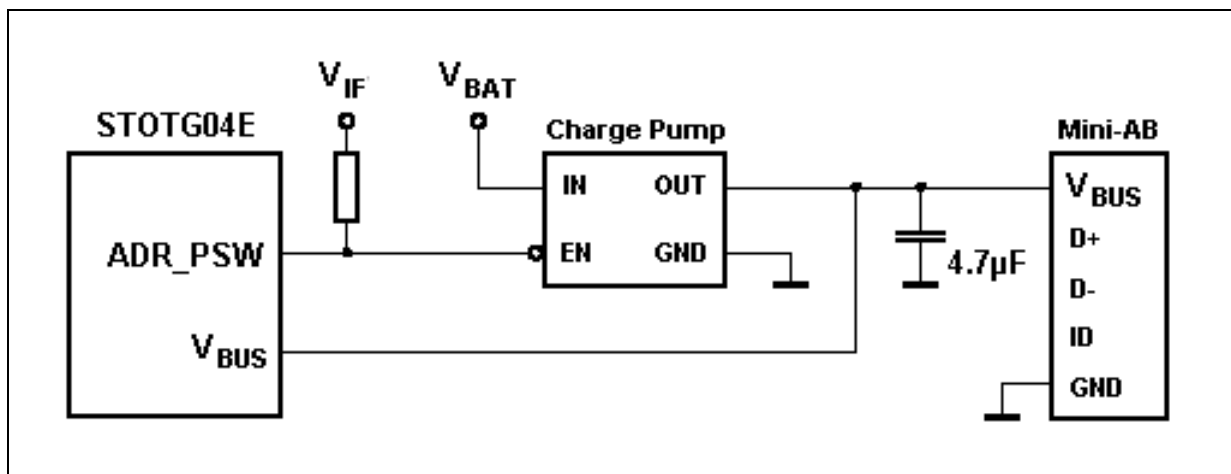 V_IF
V_BAT
STOTG04E
Charge Pump
Mini-AB
IN OUT
V_BUS
ADR_PSW
EN GND
D+
4.7µF
D-
V_BUS
ID
GND